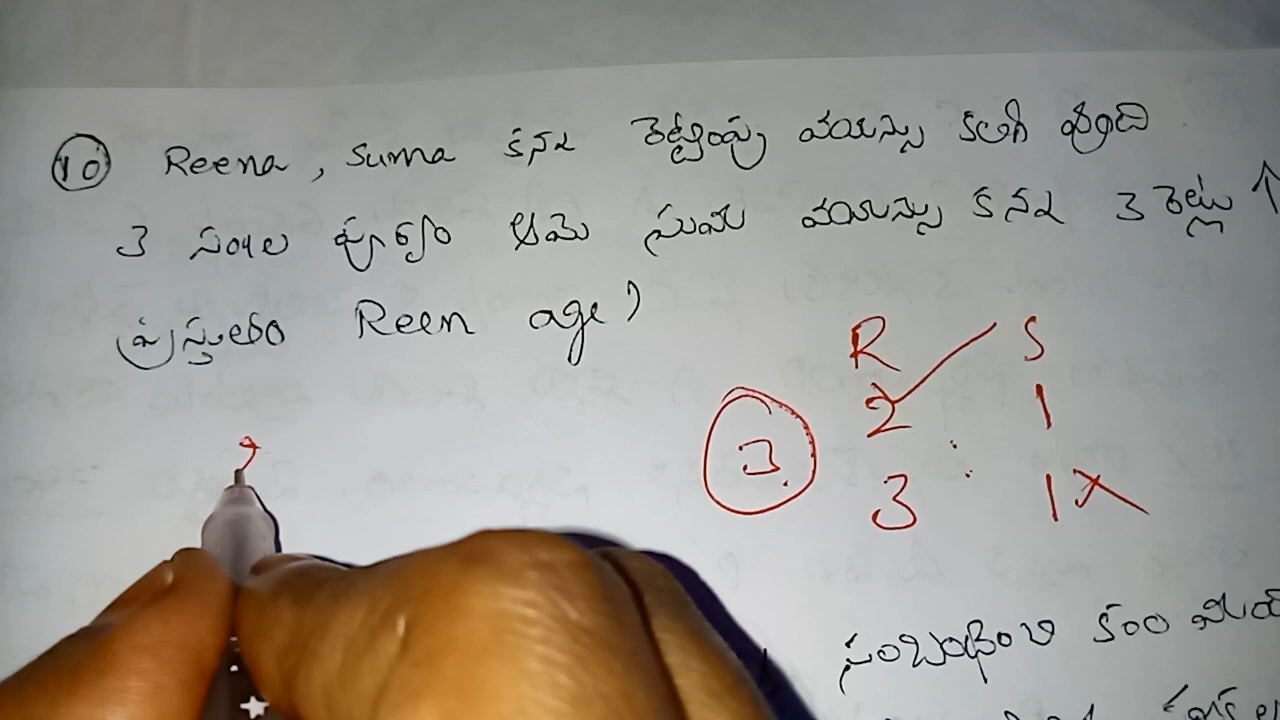 10 Reena, Suma కన్న రెట్టింపు వయస్సు కలిగి ఉంది.
3 సం॥ల పూర్వం ఆమె సుమ వయస్సు కన్న 3 రెట్లు ↑
ప్రస్తుతం Reen age?
R S
2 1
3 :
3 1X
సంబంధించి కం